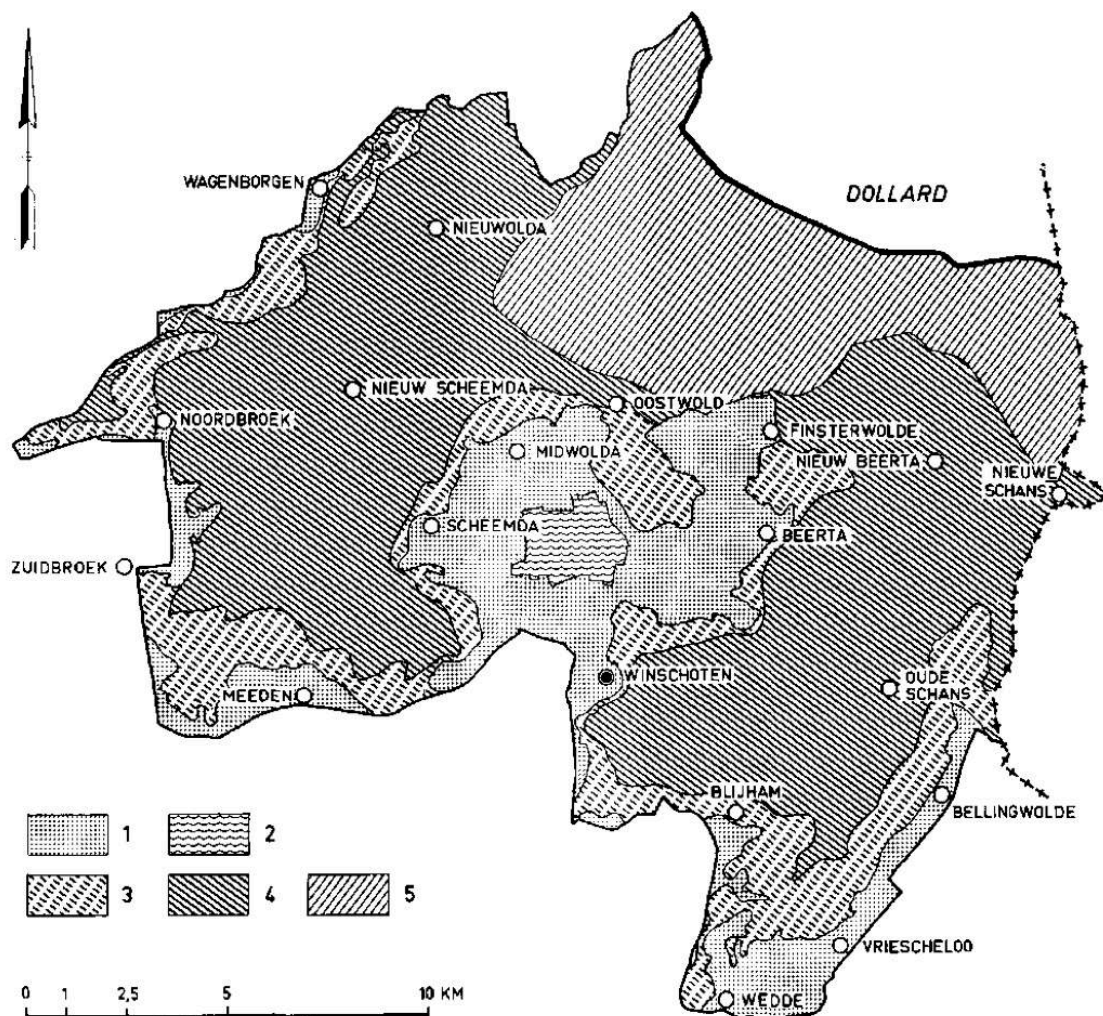 WAGENBORGEN
DOLLARD
NIEUWOLDA
NIEUW SCHEEMDA
OOSTWOLD
NOORDBROEK
FINSTERWOLDE
MIDWOLDA
NIEUW BEERTA
NIEUWE
SCHANS
SCHEEMDA
BEERTA
ZUIDBROEK
WINSCHOTEN
OUDE
SCHANS
MEEDEN
BLIJHAM
BELLINGWOLDE
1 2
3 4 5
VRIESCHELOO
WEDDE
0 1 2,5 5 10 KM